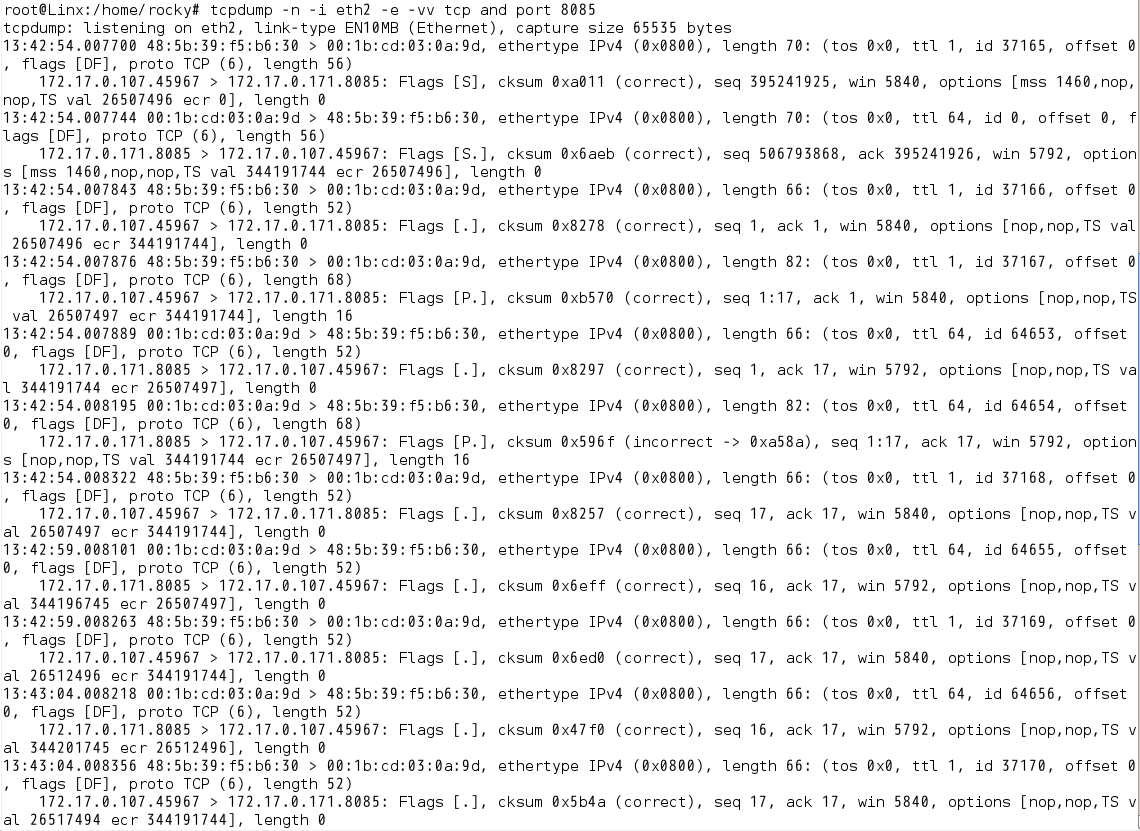 root@Linx:/home/rocky# tcpdump -n -i eth2 -e -vv tcp and port 8085
tcpdump: listening on eth2, link-type EN10MB (Ethernet), capture size 65535 bytes
13:42:54.007700 48:5b:39:f5:b6:30 > 00:1b:cd:03:0a:9d, ethertype IPv4 (0x0800), length 70: (tos 0x0, ttl 1, id 37165, offset 0
, flags [DF], proto TCP (6), length 56)
    172.17.0.107.45967 > 172.17.0.171.8085: Flags [S], cksum 0xa011 (correct), seq 395241925, win 5840, options [mss 1460,nop,
nop,TS val 26507496 ecr 0], length 0
13:42:54.007744 00:1b:cd:03:0a:9d > 48:5b:39:f5:b6:30, ethertype IPv4 (0x0800), length 70: (tos 0x0, ttl 64, id 0, offset 0, f
lags [DF], proto TCP (6), length 56)
    172.17.0.171.8085 > 172.17.0.107.45967: Flags [S.], cksum 0x6aeb (correct), seq 506793868, ack 395241926, win 5792, option
s [mss 1460,nop,nop,TS val 344191744 ecr 26507496], length 0
13:42:54.007843 48:5b:39:f5:b6:30 > 00:1b:cd:03:0a:9d, ethertype IPv4 (0x0800), length 66: (tos 0x0, ttl 1, id 37166, offset 0
, flags [DF], proto TCP (6), length 52)
    172.17.0.107.45967 > 172.17.0.171.8085: Flags [.], cksum 0x8278 (correct), seq 1, ack 1, win 5840, options [nop,nop,TS val
 26507496 ecr 344191744], length 0
13:42:54.007876 48:5b:39:f5:b6:30 > 00:1b:cd:03:0a:9d, ethertype IPv4 (0x0800), length 82: (tos 0x0, ttl 1, id 37167, offset 0
, flags [DF], proto TCP (6), length 68)
    172.17.0.107.45967 > 172.17.0.171.8085: Flags [P.], cksum 0xb570 (correct), seq 1:17, ack 1, win 5840, options [nop,nop,TS
 val 26507497 ecr 344191744], length 16
13:42:54.007889 00:1b:cd:03:0a:9d > 48:5b:39:f5:b6:30, ethertype IPv4 (0x0800), length 66: (tos 0x0, ttl 64, id 64653, offset
0, flags [DF], proto TCP (6), length 52)
    172.17.0.171.8085 > 172.17.0.107.45967: Flags [.], cksum 0x8297 (correct), seq 1, ack 17, win 5792, options [nop,nop,TS va
l 344191744 ecr 26507497], length 0
13:42:54.008195 00:1b:cd:03:0a:9d > 48:5b:39:f5:b6:30, ethertype IPv4 (0x0800), length 82: (tos 0x0, ttl 64, id 64654, offset
0, flags [DF], proto TCP (6), length 68)
    172.17.0.171.8085 > 172.17.0.107.45967: Flags [P.], cksum 0x596f (incorrect -> 0xa58a), seq 1:17, ack 17, win 5792, option
s [nop,nop,TS val 344191744 ecr 26507497], length 16
13:42:54.008322 48:5b:39:f5:b6:30 > 00:1b:cd:03:0a:9d, ethertype IPv4 (0x0800), length 66: (tos 0x0, ttl 1, id 37168, offset 0
, flags [DF], proto TCP (6), length 52)
    172.17.0.107.45967 > 172.17.0.171.8085: Flags [.], cksum 0x8257 (correct), seq 17, ack 17, win 5840, options [nop,nop,TS v
al 26507497 ecr 344191744], length 0
13:42:59.008101 00:1b:cd:03:0a:9d > 48:5b:39:f5:b6:30, ethertype IPv4 (0x0800), length 66: (tos 0x0, ttl 64, id 64655, offset
0, flags [DF], proto TCP (6), length 52)
    172.17.0.171.8085 > 172.17.0.107.45967: Flags [.], cksum 0x6eff (correct), seq 16, ack 17, win 5792, options [nop,nop,TS v
al 344196745 ecr 26507497], length 0
13:42:59.008263 48:5b:39:f5:b6:30 > 00:1b:cd:03:0a:9d, ethertype IPv4 (0x0800), length 66: (tos 0x0, ttl 1, id 37169, offset 0
, flags [DF], proto TCP (6), length 52)
    172.17.0.107.45967 > 172.17.0.171.8085: Flags [.], cksum 0x6ed0 (correct), seq 17, ack 17, win 5840, options [nop,nop,TS v
al 26512496 ecr 344191744], length 0
13:43:04.008218 00:1b:cd:03:0a:9d > 48:5b:39:f5:b6:30, ethertype IPv4 (0x0800), length 66: (tos 0x0, ttl 64, id 64656, offset
0, flags [DF], proto TCP (6), length 52)
    172.17.0.171.8085 > 172.17.0.107.45967: Flags [.], cksum 0x47f0 (correct), seq 16, ack 17, win 5792, options [nop,nop,TS v
al 344201745 ecr 26512496], length 0
13:43:04.008356 48:5b:39:f5:b6:30 > 00:1b:cd:03:0a:9d, ethertype IPv4 (0x0800), length 66: (tos 0x0, ttl 1, id 37170, offset 0
, flags [DF], proto TCP (6), length 52)
    172.17.0.107.45967 > 172.17.0.171.8085: Flags [.], cksum 0x5b4a (correct), seq 17, ack 17, win 5840, options [nop,nop,TS v
al 26517494 ecr 344191744], length 0